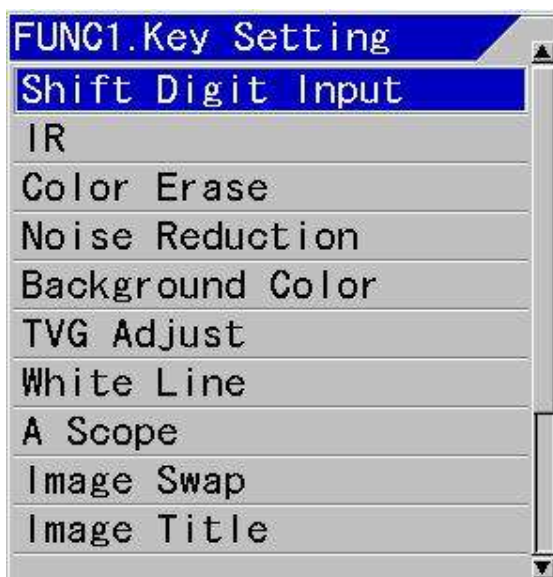 FUNC1.Key Setting
Shift Digit Input
IR
Color Erase
Noise Reduction
Background Color
TVG Adjust
White Line
A Scope
Image Swap
Image Title